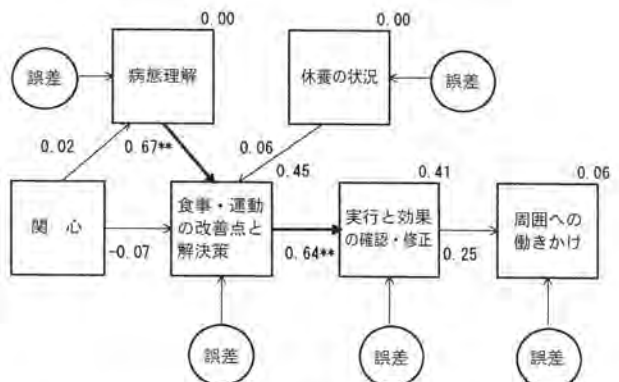 0.00
0.00
誤差
病態理解
休養の状況
誤差
0.02
0.67**
0.06
0.45
0.41
0.06
関 心
食事・運動
の改善点と
解決策
実行と効果
の確認・修正
周囲への
働きかけ
-0.07
0.64**
0.25
誤差
誤差
誤差